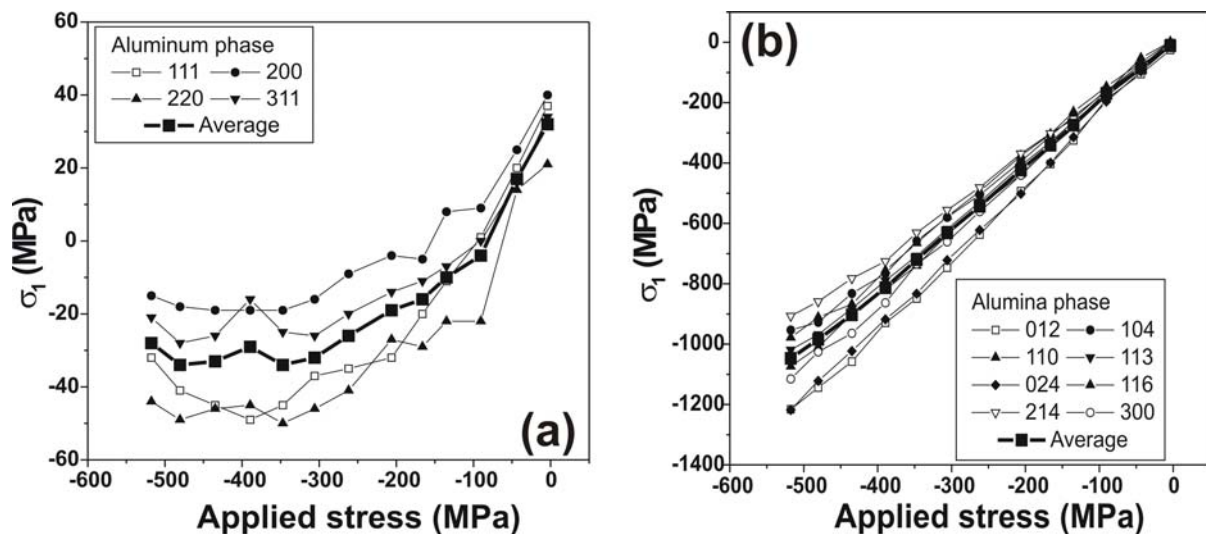 60
40
20
0
-20
-40
-60
σ1 (MPa)
Aluminum phase
111 200
220 311
Average
(a)
-600 -500 -400 -300 -200 -100 0
Applied stress (MPa)
0
-200
-400
-600
-800
-1000
-1200
-1400
σ1 (MPa)
(b)
Alumina phase
012 104
110 113
024 116
214 300
Average
-600 -500 -400 -300 -200 -100 0
Applied stress (MPa)